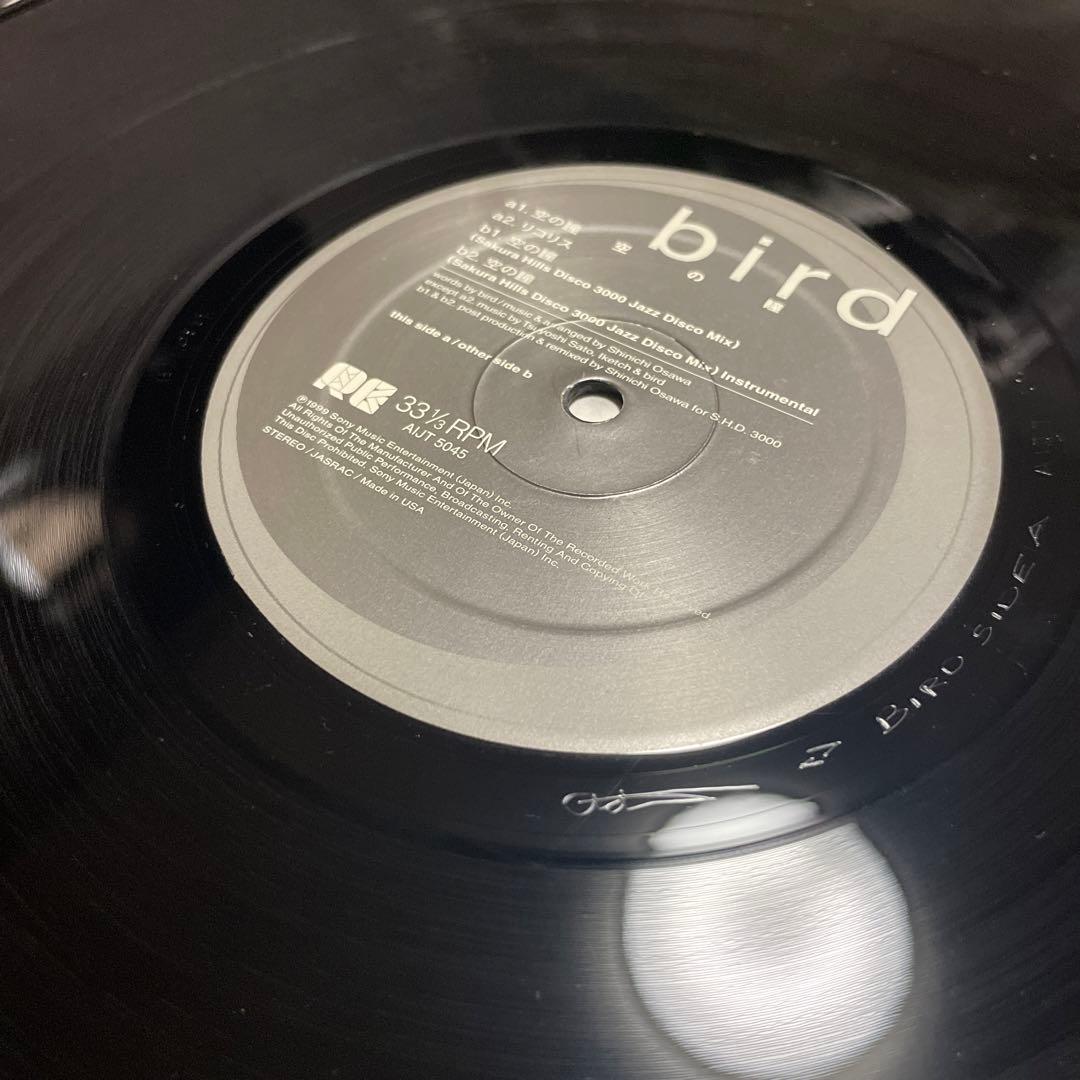 bird
空の瞳
a1. 空の瞳
a2. リコリス
b1. 空の瞳
(Sakura Hills Disco 3000 Jazz Disco Mix)
b2. 空の瞳
(Sakura Hills Disco 3000 Jazz Disco Mix) Instrumental
words by bird / music & arranged by Shinichi Osawa
except a2. music by Tsuyoshi Sato, Iketch & bird
b1 & b2. post production & remixed by Shinichi Osawa for S.H.D. 3000
this side a / other side b
33 1/3 RPM
AIJT 5045
℗1999 Sony Music Entertainment (Japan) Inc.
All Rights Of The Manufacturer And Of The Owner Of The Recorded Work Reserved.
Unauthorized Public Performance, Broadcasting, Renting And Copying Of
This Disc Prohibited. Sony Music Entertainment (Japan) Inc.
STEREO / JASRAC / Made in USA
BIRD SIDE A